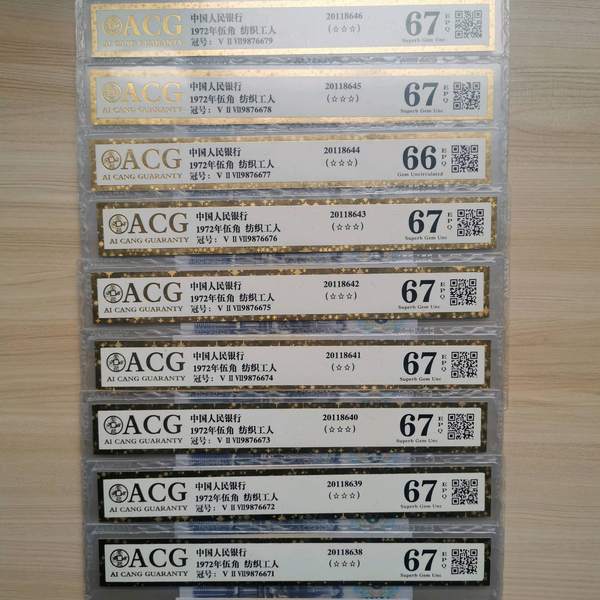 ACG
AI CANG GUARANTY
中国人民银行
1972年伍角 纺织工人
冠号: V Ⅱ Ⅶ9876679
20118646
(☆☆☆)
67 EPQ
Superb Gem Unc
ACG
AI CANG GUARANTY
中国人民银行
1972年伍角 纺织工人
冠号: V Ⅱ Ⅶ9876678
20118645
(☆☆☆)
67 EPQ
Superb Gem Unc
ACG
AI CANG GUARANTY
中国人民银行
1972年伍角 纺织工人
冠号: V Ⅱ Ⅶ9876677
20118644
(☆☆☆)
66 EPQ
Gem Uncirculated
ACG
AI CANG GUARANTY
中国人民银行
1972年伍角 纺织工人
冠号: V Ⅱ Ⅶ9876676
20118643
(☆☆☆)
67 EPQ
Superb Gem Unc
ACG
AI CANG GUARANTY
中国人民银行
1972年伍角 纺织工人
冠号: V Ⅱ Ⅶ9876675
20118642
(☆☆☆)
67 EPQ
Superb Gem Unc
ACG
AI CANG GUARANTY
中国人民银行
1972年伍角 纺织工人
冠号: V Ⅱ Ⅶ9876674
20118641
(☆☆☆)
67 EPQ
Superb Gem Unc
ACG
AI CANG GUARANTY
中国人民银行
1972年伍角 纺织工人
冠号: V Ⅱ Ⅶ9876673
20118640
(☆☆☆)
67 EPQ
Superb Gem Unc
ACG
AI CANG GUARANTY
中国人民银行
1972年伍角 纺织工人
冠号: V Ⅱ Ⅶ9876672
20118639
(☆☆☆)
67 EPQ
Superb Gem Unc
ACG
AI CANG GUARANTY
中国人民银行
1972年伍角 纺织工人
冠号: V Ⅱ Ⅶ9876671
20118638
(☆☆☆)
67 EPQ
Superb Gem Unc